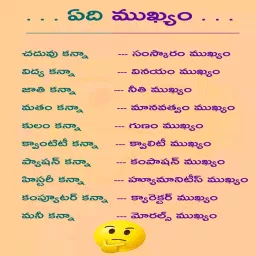 . . . ఏది ముఖ్యం . . .
చదువు కన్నా --- సంస్కారం ముఖ్యం
విద్య కన్నా --- వినయం ముఖ్యం
జాతి కన్నా --- నీతి ముఖ్యం
మతం కన్నా --- మానవత్వం ముఖ్యం
కులం కన్నా --- గుణం ముఖ్యం
క్వాంటిటీ కన్నా --- క్వాలిటీ ముఖ్యం
ప్యాషన్ కన్నా --- కంపాషన్ ముఖ్యం
హిస్టరీ కన్నా --- హ్యూమానిటీస్ ముఖ్యం
కంప్యూటర్ కన్నా --- క్యారెక్టర్ ముఖ్యం
మనీ కన్నా --- మోరల్స్ ముఖ్యం